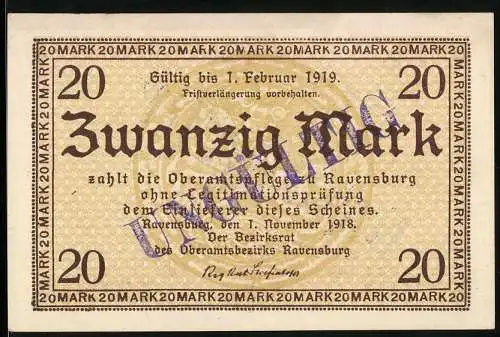 20 MARK 20 MARK 20 MARK 20 MARK 20 MARK 20 MARK 20 MARK 20 MARK 20
20 20
Gültig bis 1. Februar 1919.
Fristverlängerung vorbehalten.
Zwanzig Mark
UNGÜLTIG
zahlt die Oberamtspflege zu Ravensburg
ohne Legitimationsprüfung
dem Einlieferer dieses Scheines.
Ravensburg, den 1. November 1918.
Der Bezirksrat
des Oberamtsbezirks Ravensburg
20 20
20 MARK 20 MARK 20 MARK 20 MARK 20 MARK 20 MARK 20 MARK 20 MARK 20